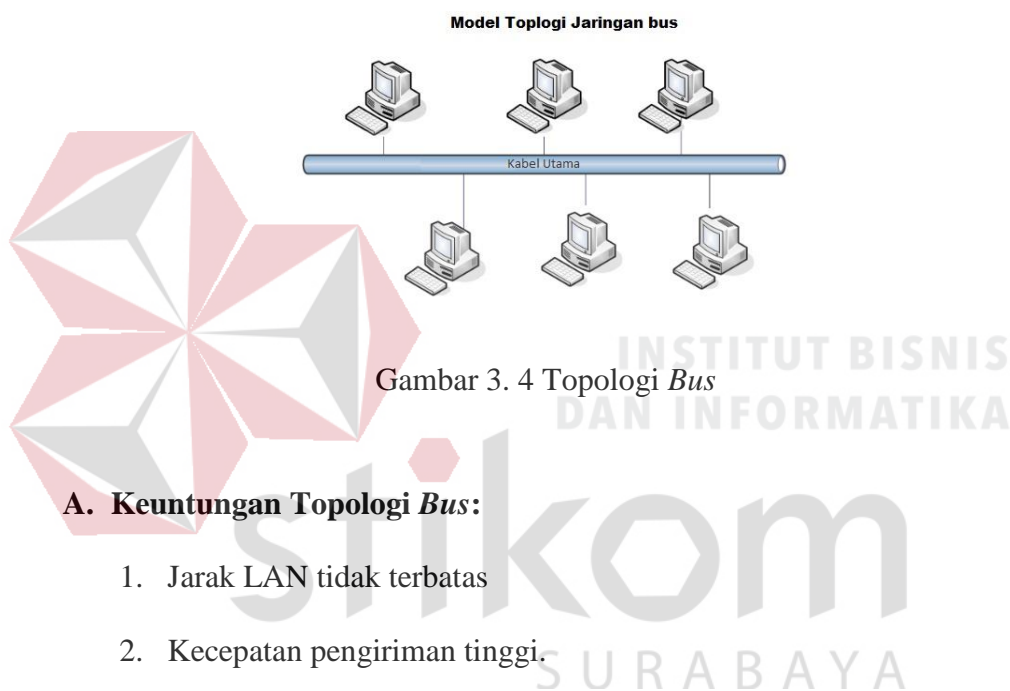 Model Toplogi Jaringan bus
Kabel Utama
Gambar 3. 4 Topologi Bus
INSTITUT BISNIS
DAN INFORMATIKA
stikom
SURABAYA
A. Keuntungan Topologi Bus:
1. Jarak LAN tidak terbatas
2. Kecepatan pengiriman tinggi.